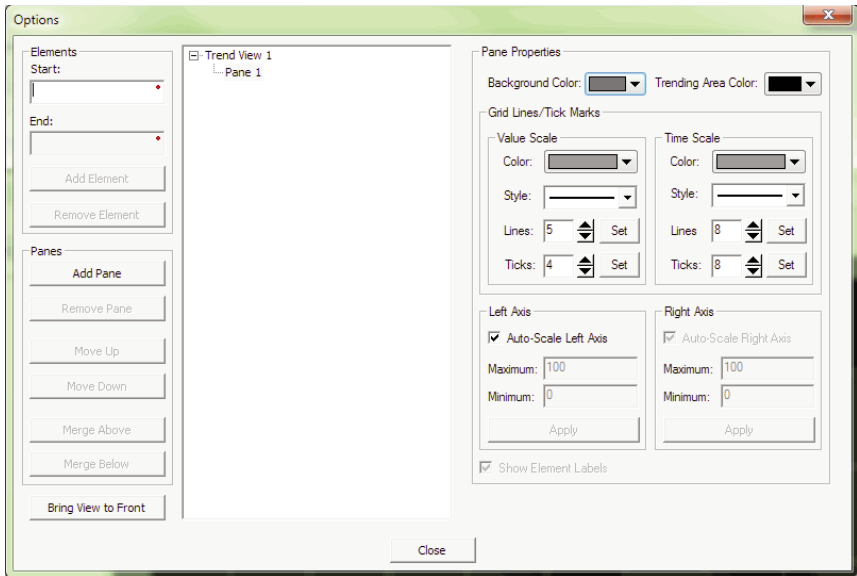 Options
x
Elements
Start:
End:
Add Element
Remove Element
Panes
Add Pane
Remove Pane
Move Up
Move Down
Merge Above
Merge Below
Bring View to Front
Trend View 1
Pane 1
Pane Properties
Background Color: Trending Area Color:
Grid Lines/Tick Marks
Value Scale
Color:
Style:
Lines: 5 Set
Ticks: 4 Set
Time Scale
Color:
Style:
Lines 8 Set
Ticks: 8 Set
Left Axis
Auto-Scale Left Axis
Maximum: 100
Minimum: 0
Apply
Right Axis
Auto-Scale Right Axis
Maximum: 100
Minimum: 0
Apply
Show Element Labels
Close